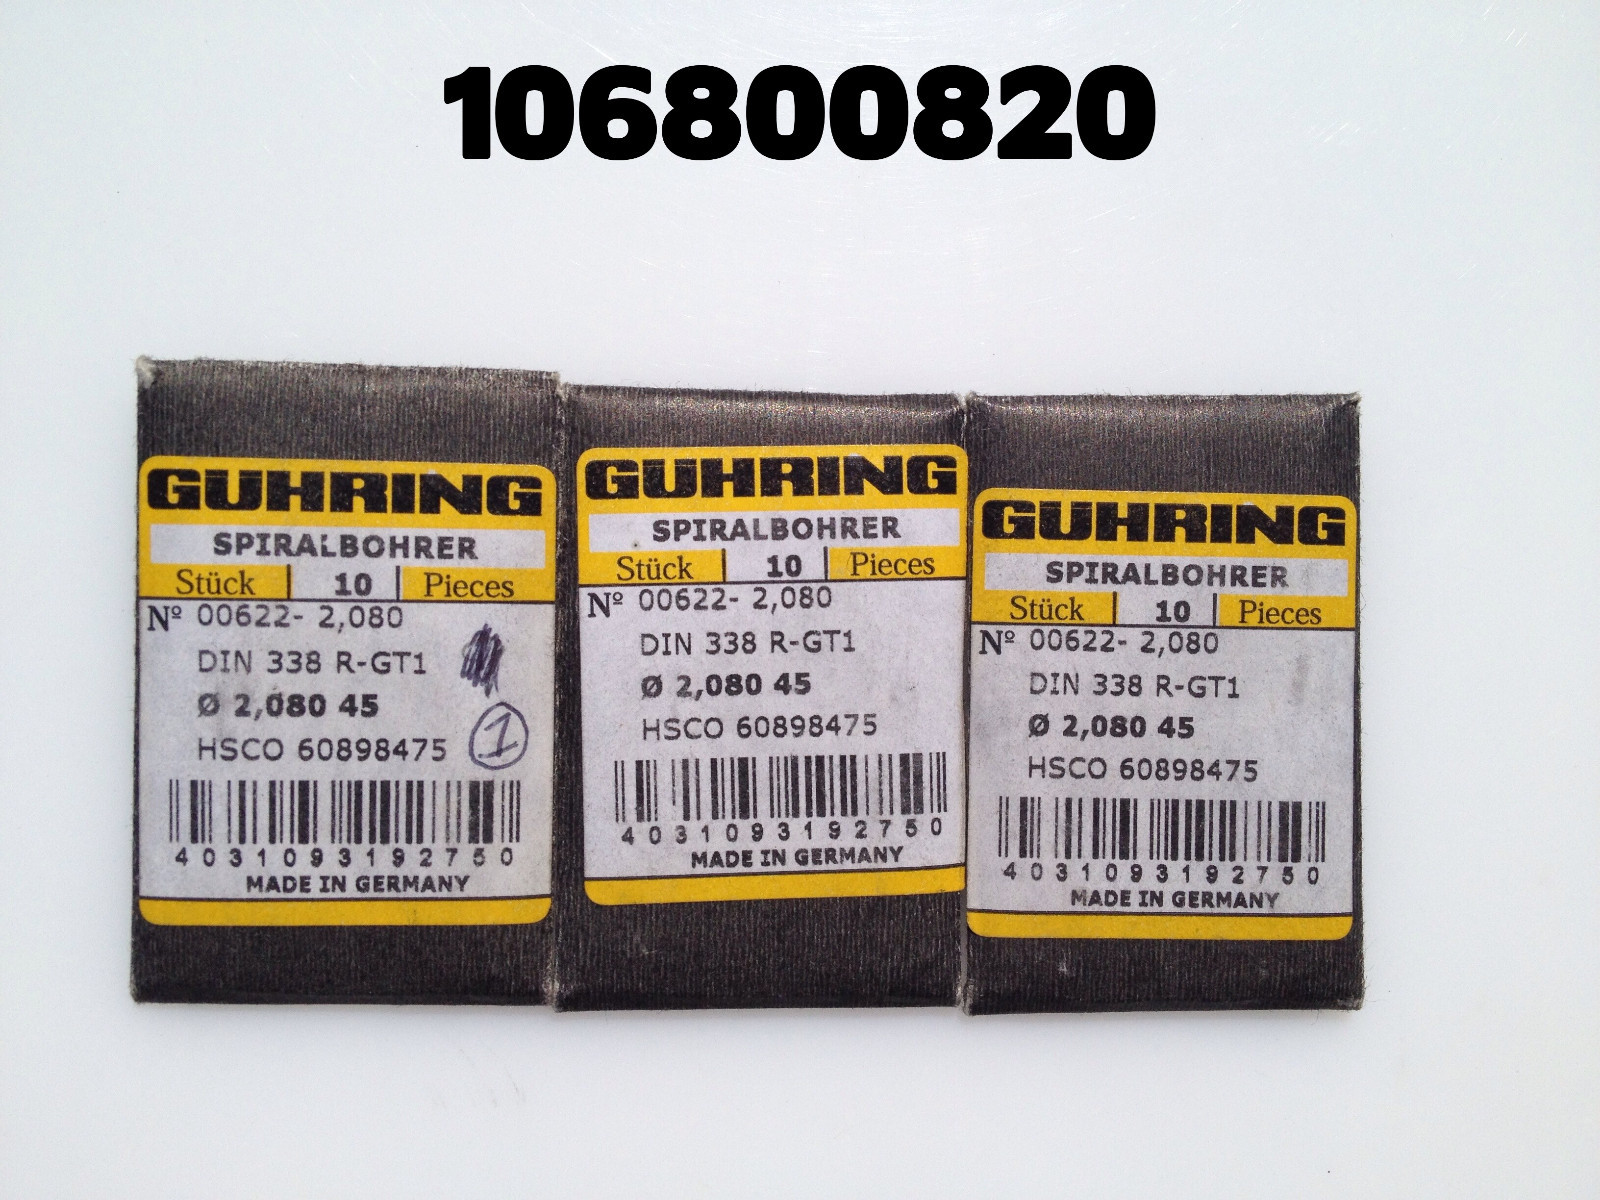 106800820
GUHRING
SPIRALBOHRER
Stück 10 Pieces
Nº 00622- 2,080
DIN 338 R-GT1
Ø 2,080 45
HSCO 60898475
1
4031093192750
MADE IN GERMANY
GUHRING
SPIRALBOHRER
Stück 10 Pieces
Nº 00622- 2,080
DIN 338 R-GT1
Ø 2,080 45
HSCO 60898475
4031093192750
MADE IN GERMANY
GUHRING
SPIRALBOHRER
Stück 10 Pieces
Nº 00622- 2,080
DIN 338 R-GT1
Ø 2,080 45
HSCO 60898475
4031093192750
MADE IN GERMANY